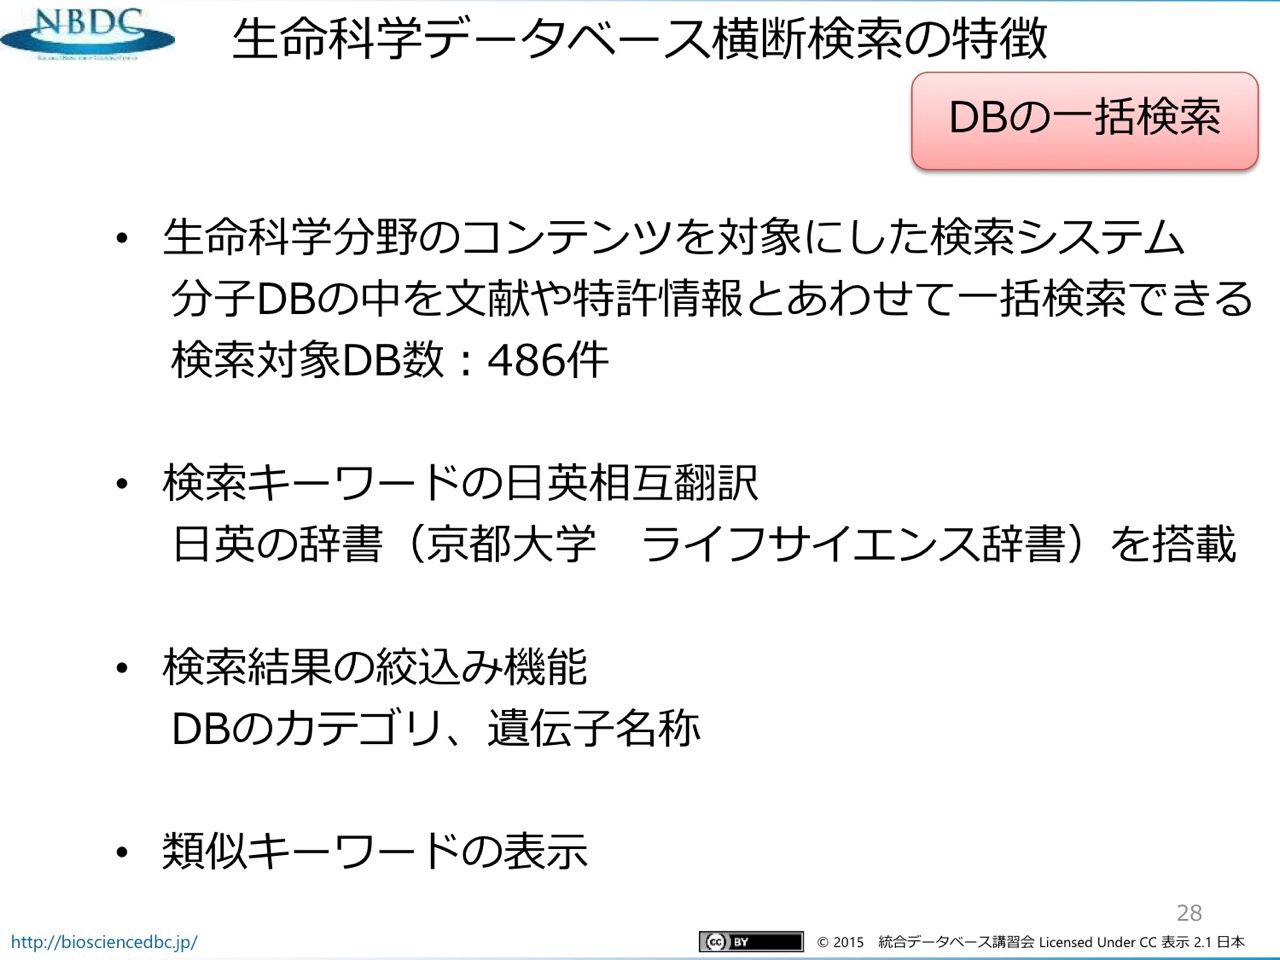 NBDC
生命科学データベース横断検索の特徴
DBの一括検索
• 生命科学分野のコンテンツを対象にした検索システム
分子DBの中を文献や特許情報とあわせて一括検索できる
検索対象DB数：486件
• 検索キーワードの日英相互翻訳
日英の辞書（京都大学　ライフサイエンス辞書）を搭載
• 検索結果の絞込み機能
DBのカテゴリ、遺伝子名称
• 類似キーワードの表示
28
http://biosciencedbc.jp/
cc BY
© 2015　統合データベース講習会 Licensed Under CC 表示 2.1 日本